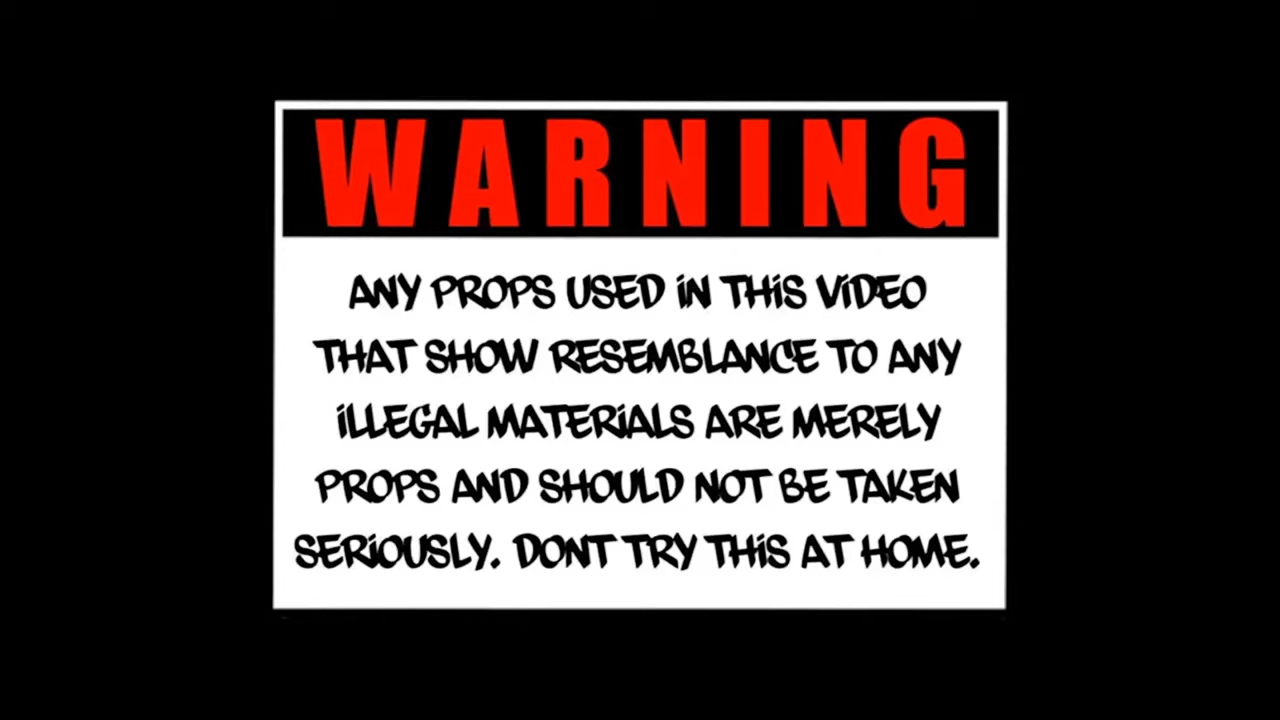 WARNING
ANY PROPS USED iN THiS ViDEO
THAT SHOW RESEMBLANCE TO ANY
iLLEGAL MATERiALS ARE MERELY
PROPS AND SHOULD NOT BE TAKEN
SERiOUSLY. DONT TRY THiS AT HOME.